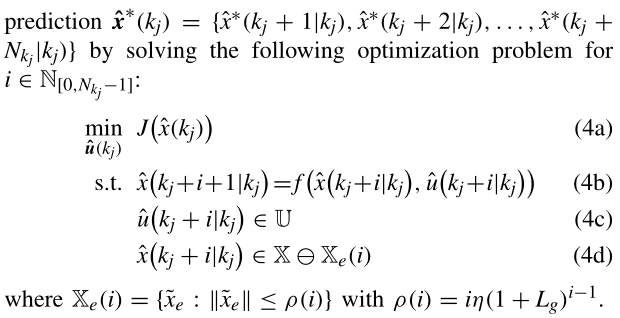 prediction $\hat{\boldsymbol{x}}^*(k_j) = \{\hat{x}^*(k_j + 1|k_j), \hat{x}^*(k_j + 2|k_j), \ldots, \hat{x}^*(k_j +$
$N_{k_j}|k_j)\}$ by solving the following optimization problem for
$i \in \mathbb{N}_{[0,N_{k_j}-1]}$:
$\min_{\hat{\boldsymbol{u}}(k_j)} J(\hat{x}(k_j))$ (4a)
s.t. $\hat{x}(k_j+i+1|k_j)=f(\hat{x}(k_j+i|k_j), \hat{u}(k_j+i|k_j))$ (4b)
$\hat{u}(k_j + i|k_j) \in \mathbb{U}$ (4c)
$\hat{x}(k_j + i|k_j) \in \mathbb{X} \ominus \mathbb{X}_e(i)$ (4d)
where $\mathbb{X}_e(i) = \{\tilde{x}_e : \|\tilde{x}_e\| \leq \rho(i)\}$ with $\rho(i) = i\eta(1 + L_g)^{i-1}$.